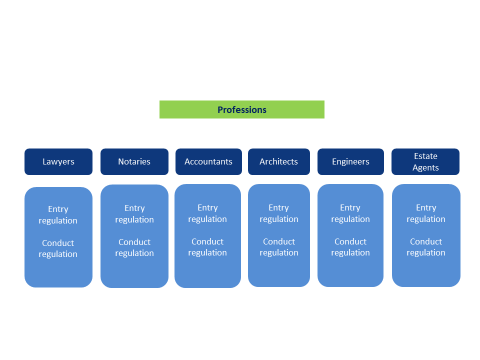 Professions
Lawyers
Notaries
Accountants
Architects
Engineers
Estate
Agents
Entry
regulation
Conduct
regulation
Entry
regulation
Conduct
regulation
Entry
regulation
Conduct
regulation
Entry
regulation
Conduct
regulation
Entry
regulation
Conduct
regulation
Entry
regulation
Conduct
regulation